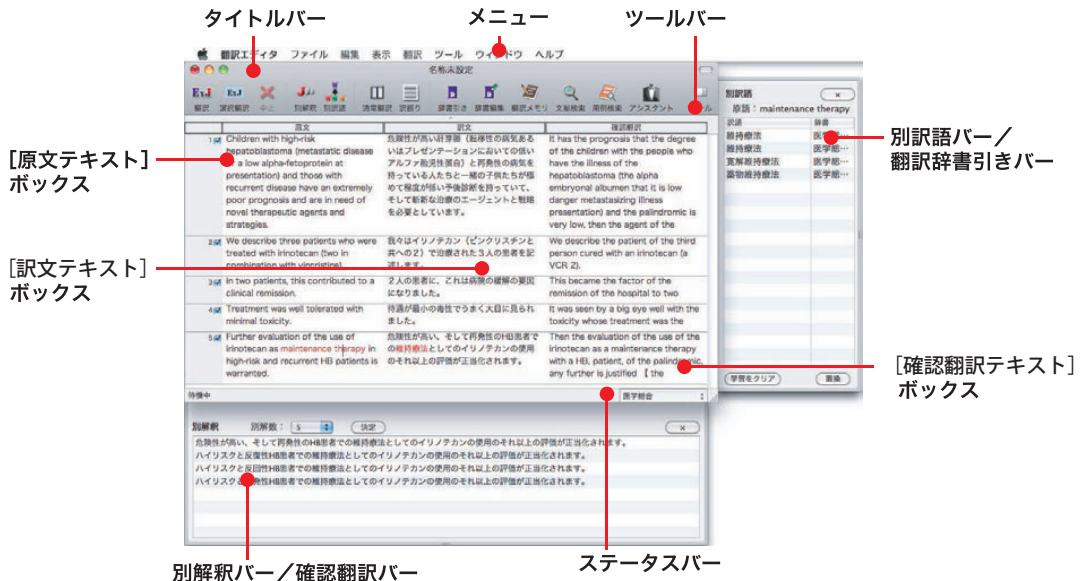 タイトルバー
メニュー
ツールバー
翻訳エディタ ファイル 編集 表示 翻訳 ツール ウィンドウ ヘルプ
名称未設定
翻訳 選択翻訳 中止 別解釈 別訳語 通常翻訳 訳振り 辞書引き 辞書編集 翻訳メモリ 文献検索 用例検索 アシスタント
原文 訳文 確認翻訳
[原文テキスト]
ボックス
1 Children with high-risk
hepatoblastoma (metastatic disease
a low alpha-fetoprotein at
presentation) and those with
recurrent disease have an extremely
poor prognosis and are in need of
novel therapeutic agents and
strategies.
危険性が高い肝芽腫(転移性の病気ある
いはプレゼンテーションにおいての低い
アルファ胎児性蛋白)と再発性の病気を
持っている人たちと一緒の子供たちが極
めて程度が低い予後診断を持っていて、
そして斬新な治療のエージェントと戦略
を必要としています。
It has the prognosis that the degree
of the children with the people who
have the illness of the
hepatoblastoma (the alpha
embryonal albumen that it is low
danger metastasizing illness
presentation) and the palindromic is
very low, then the agent of the
2 We describe three patients who were
treated with irinotecan (two in
combination with vincristine).
我々はイリノテカン(ビンクリスチンと
共への2)で治療された3人の患者を記
述します。
We describe the patient of the third
person cured with an irinotecan (a
VCR 2).
[訳文テキスト]
ボックス
3 In two patients, this contributed to a
clinical remission.
2人の患者に、これは病院の緩解の要因
になりました。
This became the factor of the
remission of the hospital to two
4 Treatment was well tolerated with
minimal toxicity.
待遇が最小の毒性でうまく大目に見られ
ました。
It was seen by a big eye well with the
toxicity whose treatment was the
5 Further evaluation of the use of
irinotecan as maintenance therapy in
high-risk and recurrent HB patients is
warranted.
危険性が高い、そして再発性のHB患者で
の維持療法としてのイリノテカンの使用
のそれ以上の評価が正当化されます。
Then the evaluation of the use of the
irinotecan as a maintenance therapy
with a HB, patient, of the palindromic,
any further is justified 【 the
待機中
医学総合
別訳語
原語:maintenance therapy
訳語 辞書
維持療法 医学…
維持療法 医学総…
寛解維持療法 医学総…
薬物維持療法 医学総…
学習をクリア 置換
別訳語バー/
翻訳辞書引きバー
[確認翻訳テキスト]
ボックス
別解釈 別解数: 5 決定
危険性が高い、そして再発性のHB患者での維持療法としてのイリノテカンの使用のそれ以上の評価が正当化されます。
ハイリスクと反復性HB患者での維持療法としてのイリノテカンの使用のそれ以上の評価が正当化されます。
ハイリスクと反回性HB患者での維持療法としてのイリノテカンの使用のそれ以上の評価が正当化されます。
ハイリスクと 発性HB患者での維持療法としてのイリノテカンの使用のそれ以上の評価が正当化されます。
ステータスバー
別解釈バー/確認翻訳バー